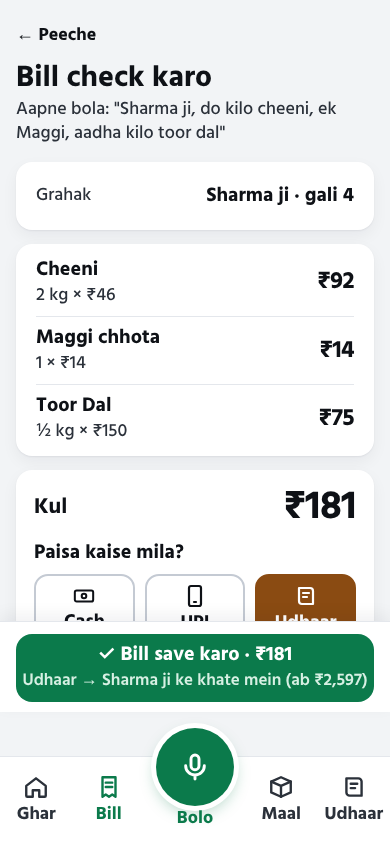 ← Peeche
Bill check karo
Aapne bola: "Sharma ji, do kilo cheeni, ek
Maggi, aadha kilo toor dal"
Grahak
Sharma ji · gali 4
Cheeni
₹92
2 kg × ₹46
Maggi chhota
₹14
1 × ₹14
Toor Dal
₹75
½ kg × ₹150
Kul
₹181
Paisa kaise mila?
Cash
UPI
Udhaar
✓ Bill save karo · ₹181
Udhaar → Sharma ji ke khate mein (ab ₹2,597)
Ghar
Bill
Bolo
Maal
Udhaar